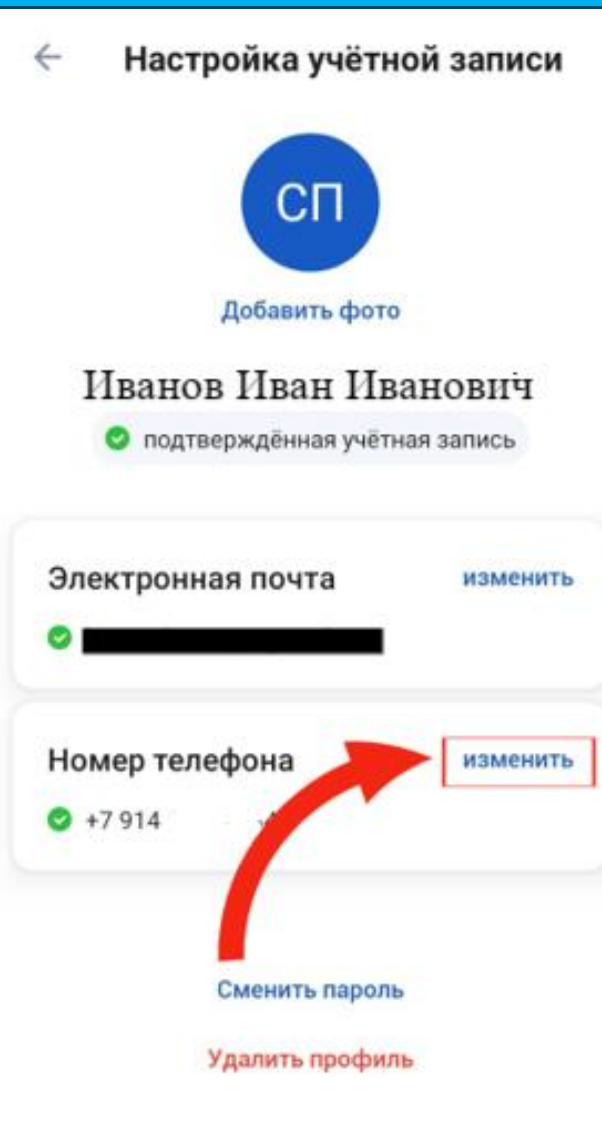 Настройка учётной записи
СП
Добавить фото
Иванов Иван Иванович
подтверждённая учётная запись
Электронная почта
изменить
Номер телефона
изменить
+7 914
Сменить пароль
Удалить профиль